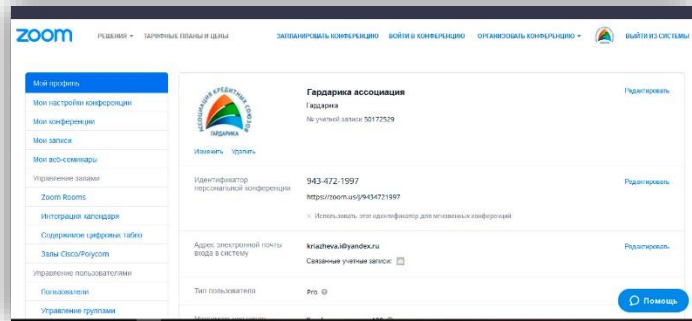 zoom
РЕШЕНИЯ ТАРИФНЫЕ ПЛАНЫ И ЦЕНЫ ЗАПЛАНИРОВАТЬ КОНФЕРЕНЦИЮ ВОЙТИ В КОНФЕРЕНЦИЮ ОРГАНИЗОВАТЬ КОНФЕРЕНЦИЮ ВЫЙТИ ИЗ СИСТЕМЫ
Мой профиль
Мои настройки конференции
Мои конференции
Мои записи
Мои веб-семинары
Управление залами
Zoom Rooms
Интеграция календаря
Содержимое цифровых табло
Залы Cisco/Polycom
Управление пользователями
Пользователи
Управление группами
АССОЦИАЦИЯ КРЕДИТНЫХ СОЮЗОВ
ГАРДАРИКА
Изменить Удалить
Гардарика ассоциация
Гардарика
№ учетной записи 50172529
Редактировать
Идентификатор
персональной конференции
943-472-1997
https://zoom.us/j/9434721997
× Использовать этот идентификатор для мгновенных конференций
Редактировать
Адрес электронной почты
входа в систему
kriazheva.i@yandex.ru
Связанные учетные записи:
Редактировать
Тип пользователя
Pro
Помощь